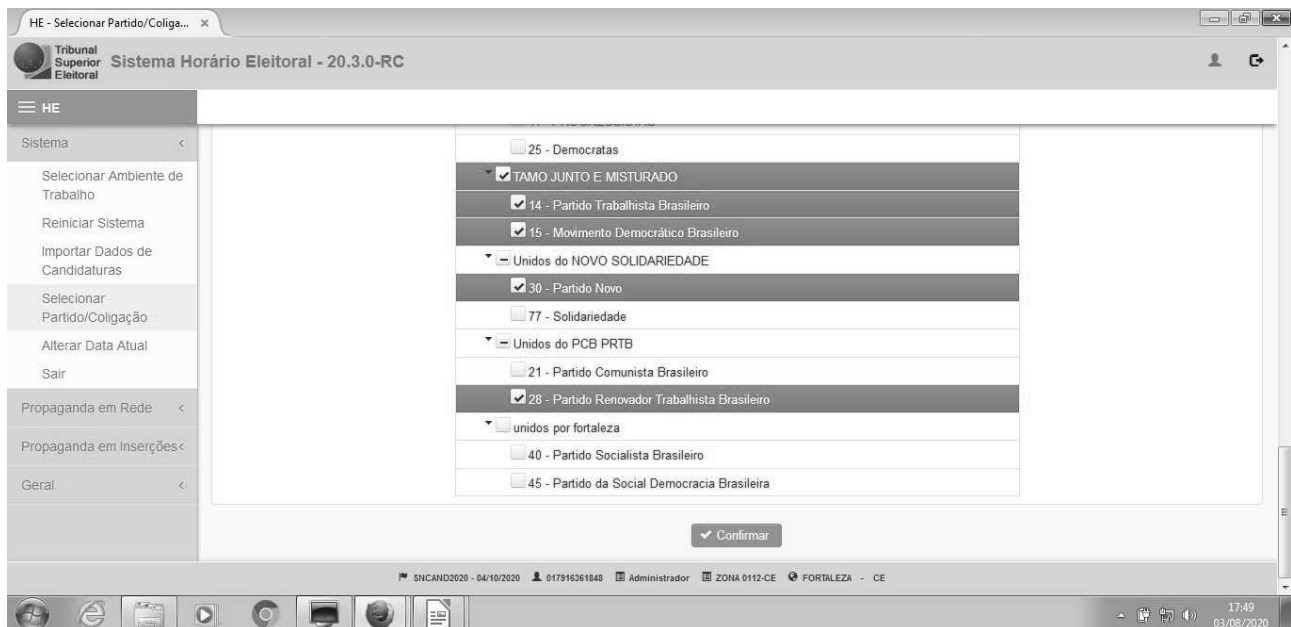 HE - Selecionar Partido/Coliga... ×
Tribunal
Superior
Eleitoral
Sistema Horário Eleitoral - 20.3.0-RC
HE
Sistema <
Selecionar Ambiente de
Trabalho
Reiniciar Sistema
Importar Dados de
Candidaturas
Selecionar
Partido/Coligação
Alterar Data Atual
Sair
Propaganda em Rede <
Propaganda em Inserções<
Geral <
25 - Democratas
TAMO JUNTO E MISTURADO
14 - Partido Trabalhista Brasileiro
15 - Movimento Democrático Brasileiro
Unidos do NOVO SOLIDARIEDADE
30 - Partido Novo
77 - Solidariedade
Unidos do PCB PRTB
21 - Partido Comunista Brasileiro
28 - Partido Renovador Trabalhista Brasileiro
unidos por fortaleza
40 - Partido Socialista Brasileiro
45 - Partido da Social Democracia Brasileira
Confirmar
SNCAND2020 - 04/10/2020 017916361848 Administrador ZONA 0112-CE FORTALEZA - CE
17:49
03/08/2020